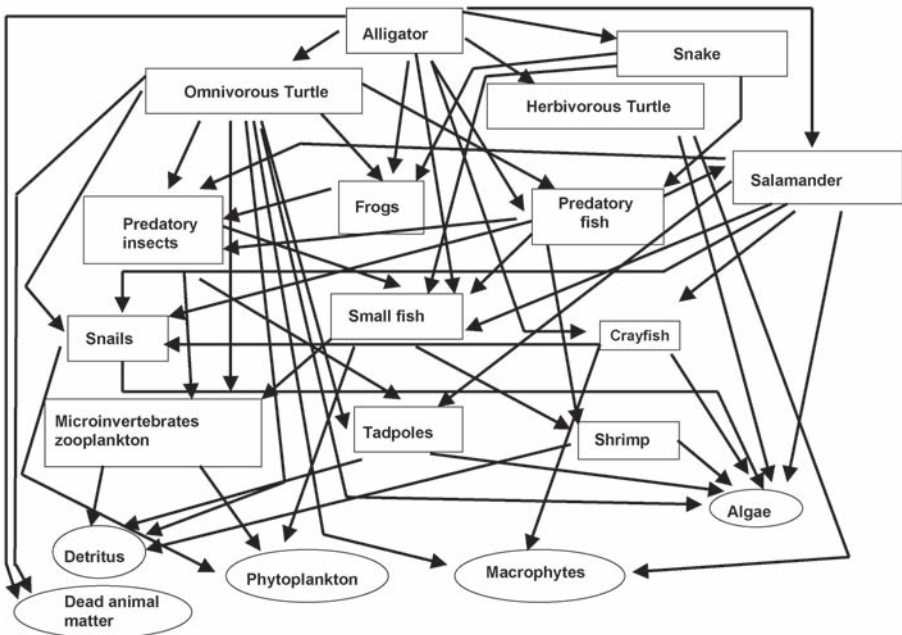 Alligator
Snake
Omnivorous Turtle
Herbivorous Turtle
Salamander
Predatory
insects
Frogs
Predatory
fish
Small fish
Snails
Crayfish
Microinvertebrates
zooplankton
Tadpoles
Shrimp
Algae
Detritus
Phytoplankton
Macrophytes
Dead animal
matter